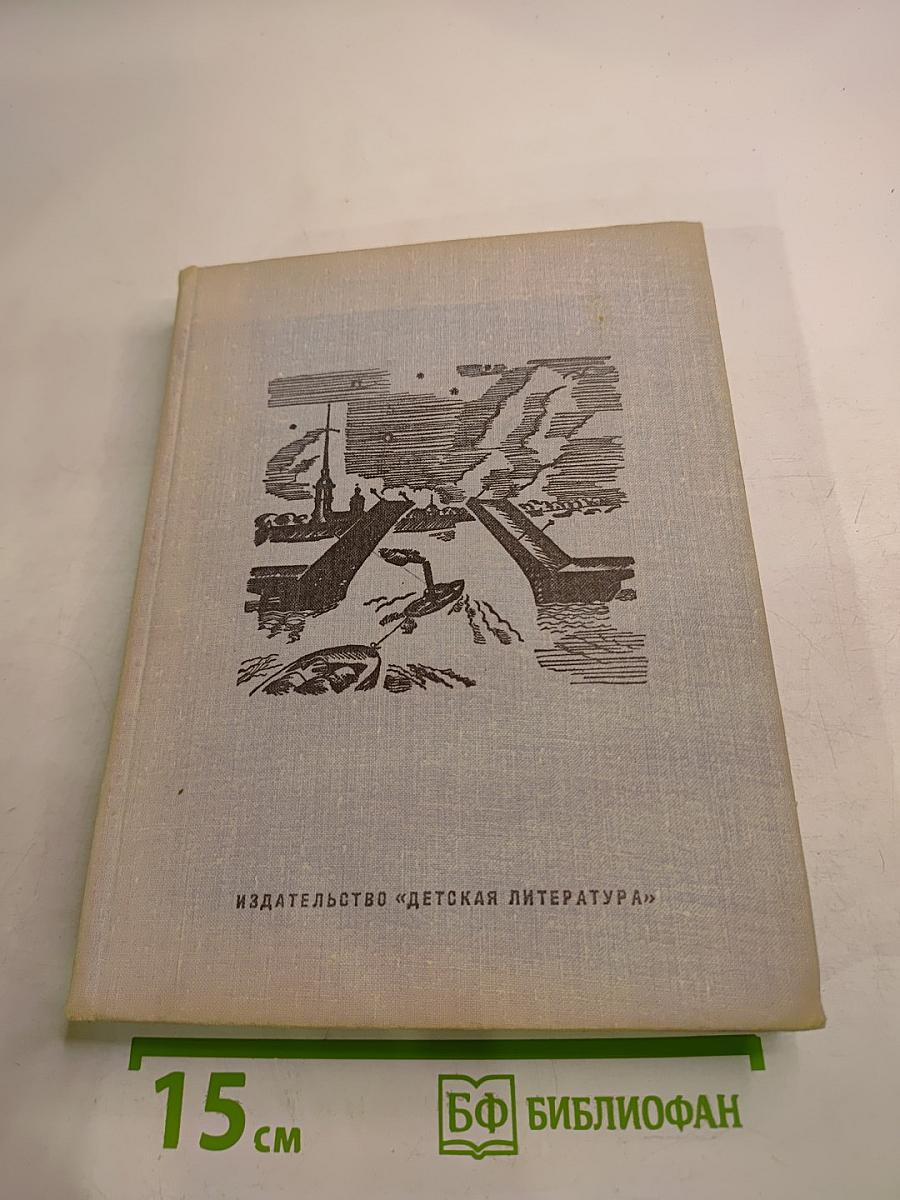 ИЗДАТЕЛЬСТВО «ДЕТСКАЯ ЛИТЕРАТУРА»
15 см
БФ БИБЛИОФАН